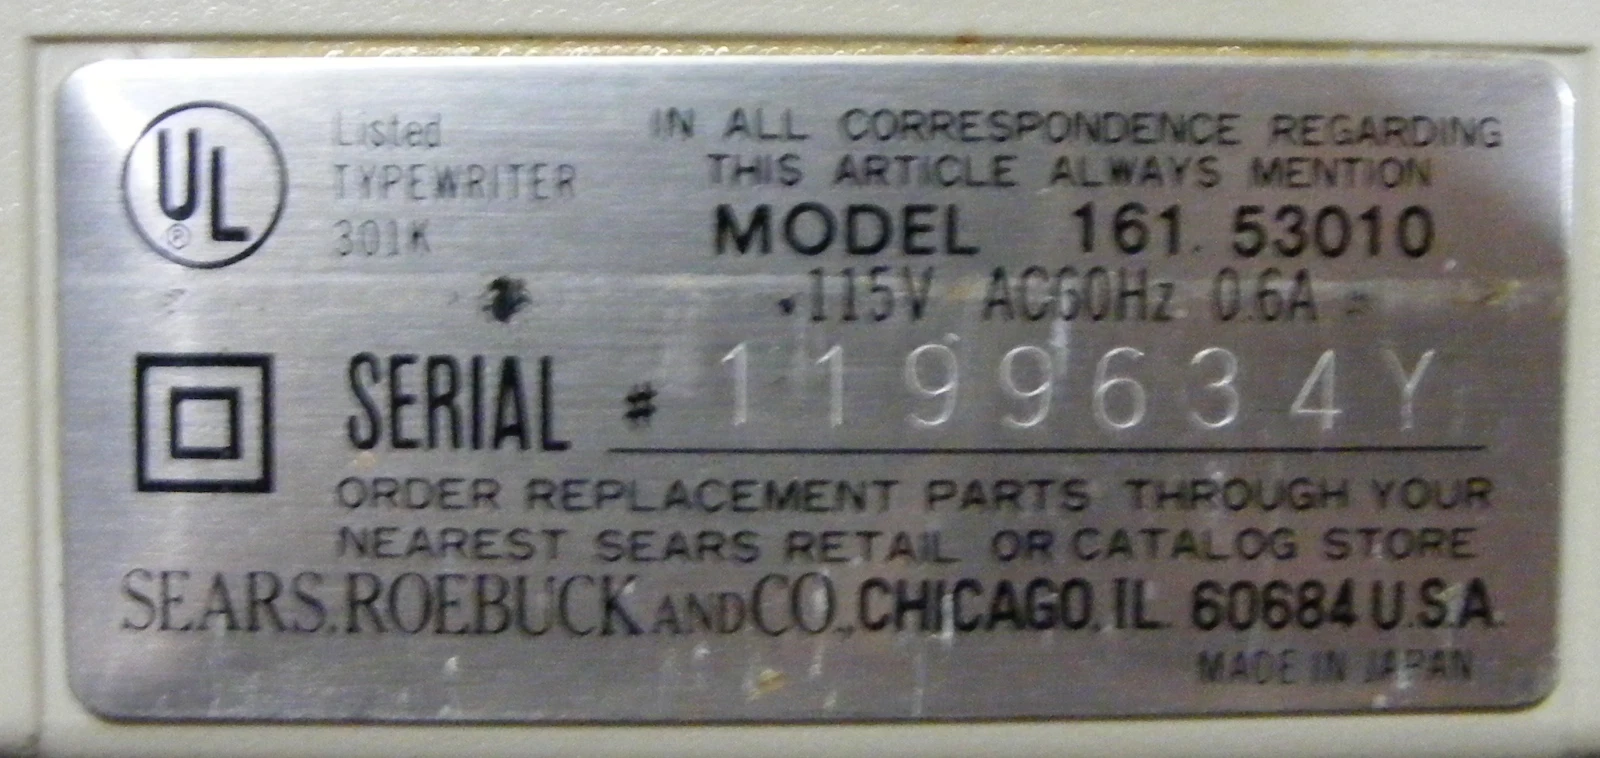 UL
®
Listed
TYPEWRITER
301K
IN ALL CORRESPONDENCE REGARDING
THIS ARTICLE ALWAYS MENTION
MODEL 161. 53010
115V AC60Hz 0.6A
SERIAL # 1199634Y
ORDER REPLACEMENT PARTS THROUGH YOUR
NEAREST SEARS RETAIL OR CATALOG STORE
SEARS, ROEBUCK AND CO., CHICAGO, IL. 60684 U.S.A.
MADE IN JAPAN